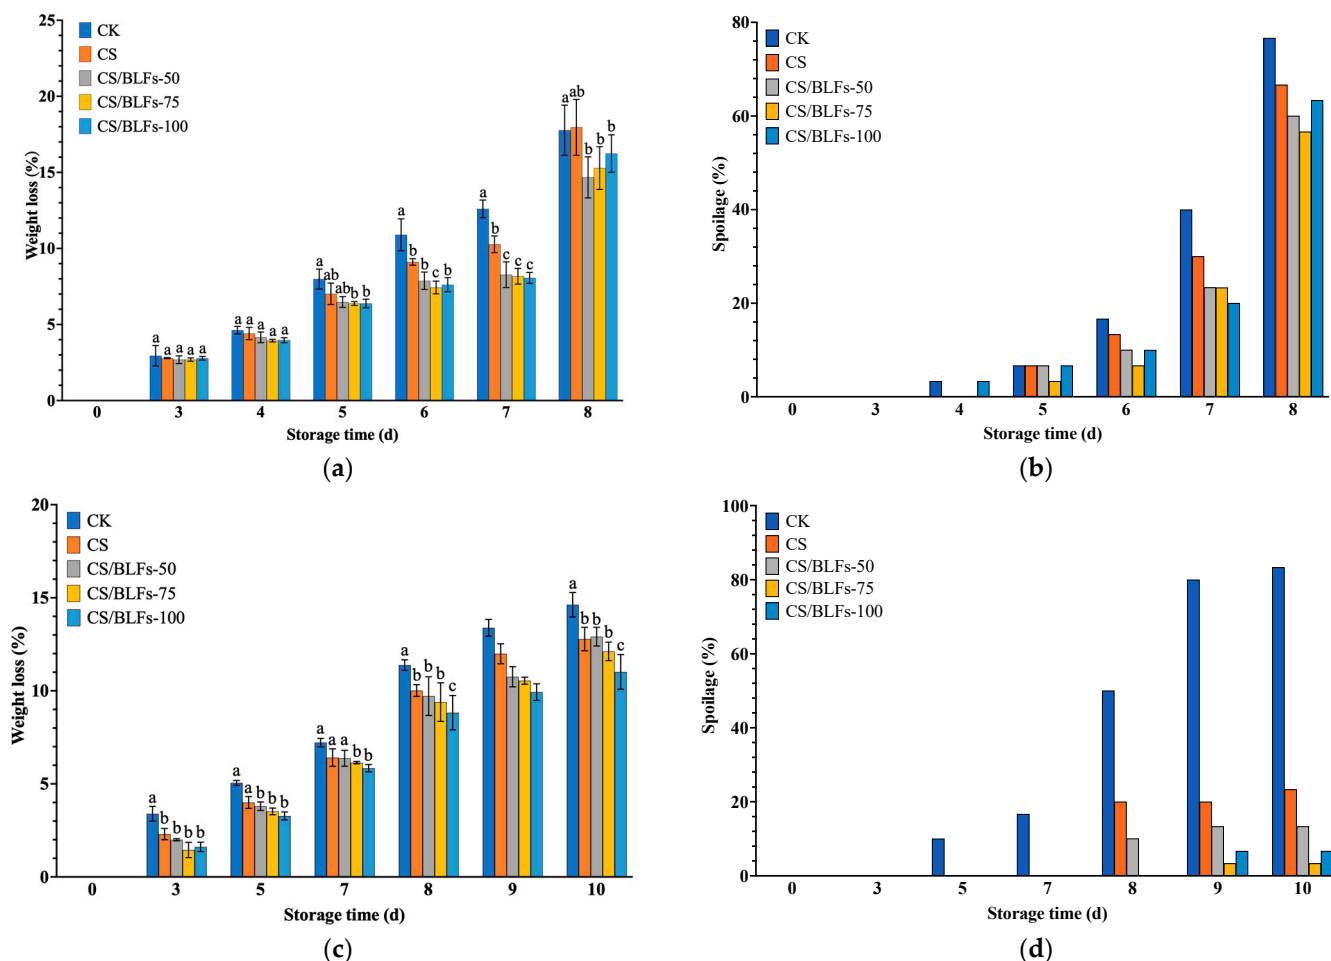 25
20
15
10
5
0
Weight loss (%)
CK
CS
CS/BLFs-50
CS/BLFs-75
CS/BLFs-100
a a a a a
a a a a a
a ab ab b b
a b b c b
a b c c c
a ab b b b
0 3 4 5 6 7 8
Storage time (d)
(a)
80
60
40
20
0
Spoilage (%)
CK
CS
CS/BLFs-50
CS/BLFs-75
CS/BLFs-100
0 3 4 5 6 7 8
Storage time (d)
(b)
20
15
10
5
0
Weight loss (%)
CK
CS
CS/BLFs-50
CS/BLFs-75
CS/BLFs-100
a b b b b
a a b b b
a a a b b
a b b b c
a b b b c
0 3 5 7 8 9 10
Storage time (d)
(c)
100
80
60
40
20
0
Spoilage (%)
CK
CS
CS/BLFs-50
CS/BLFs-75
CS/BLFs-100
0 3 5 7 8 9 10
Storage time (d)
(d)